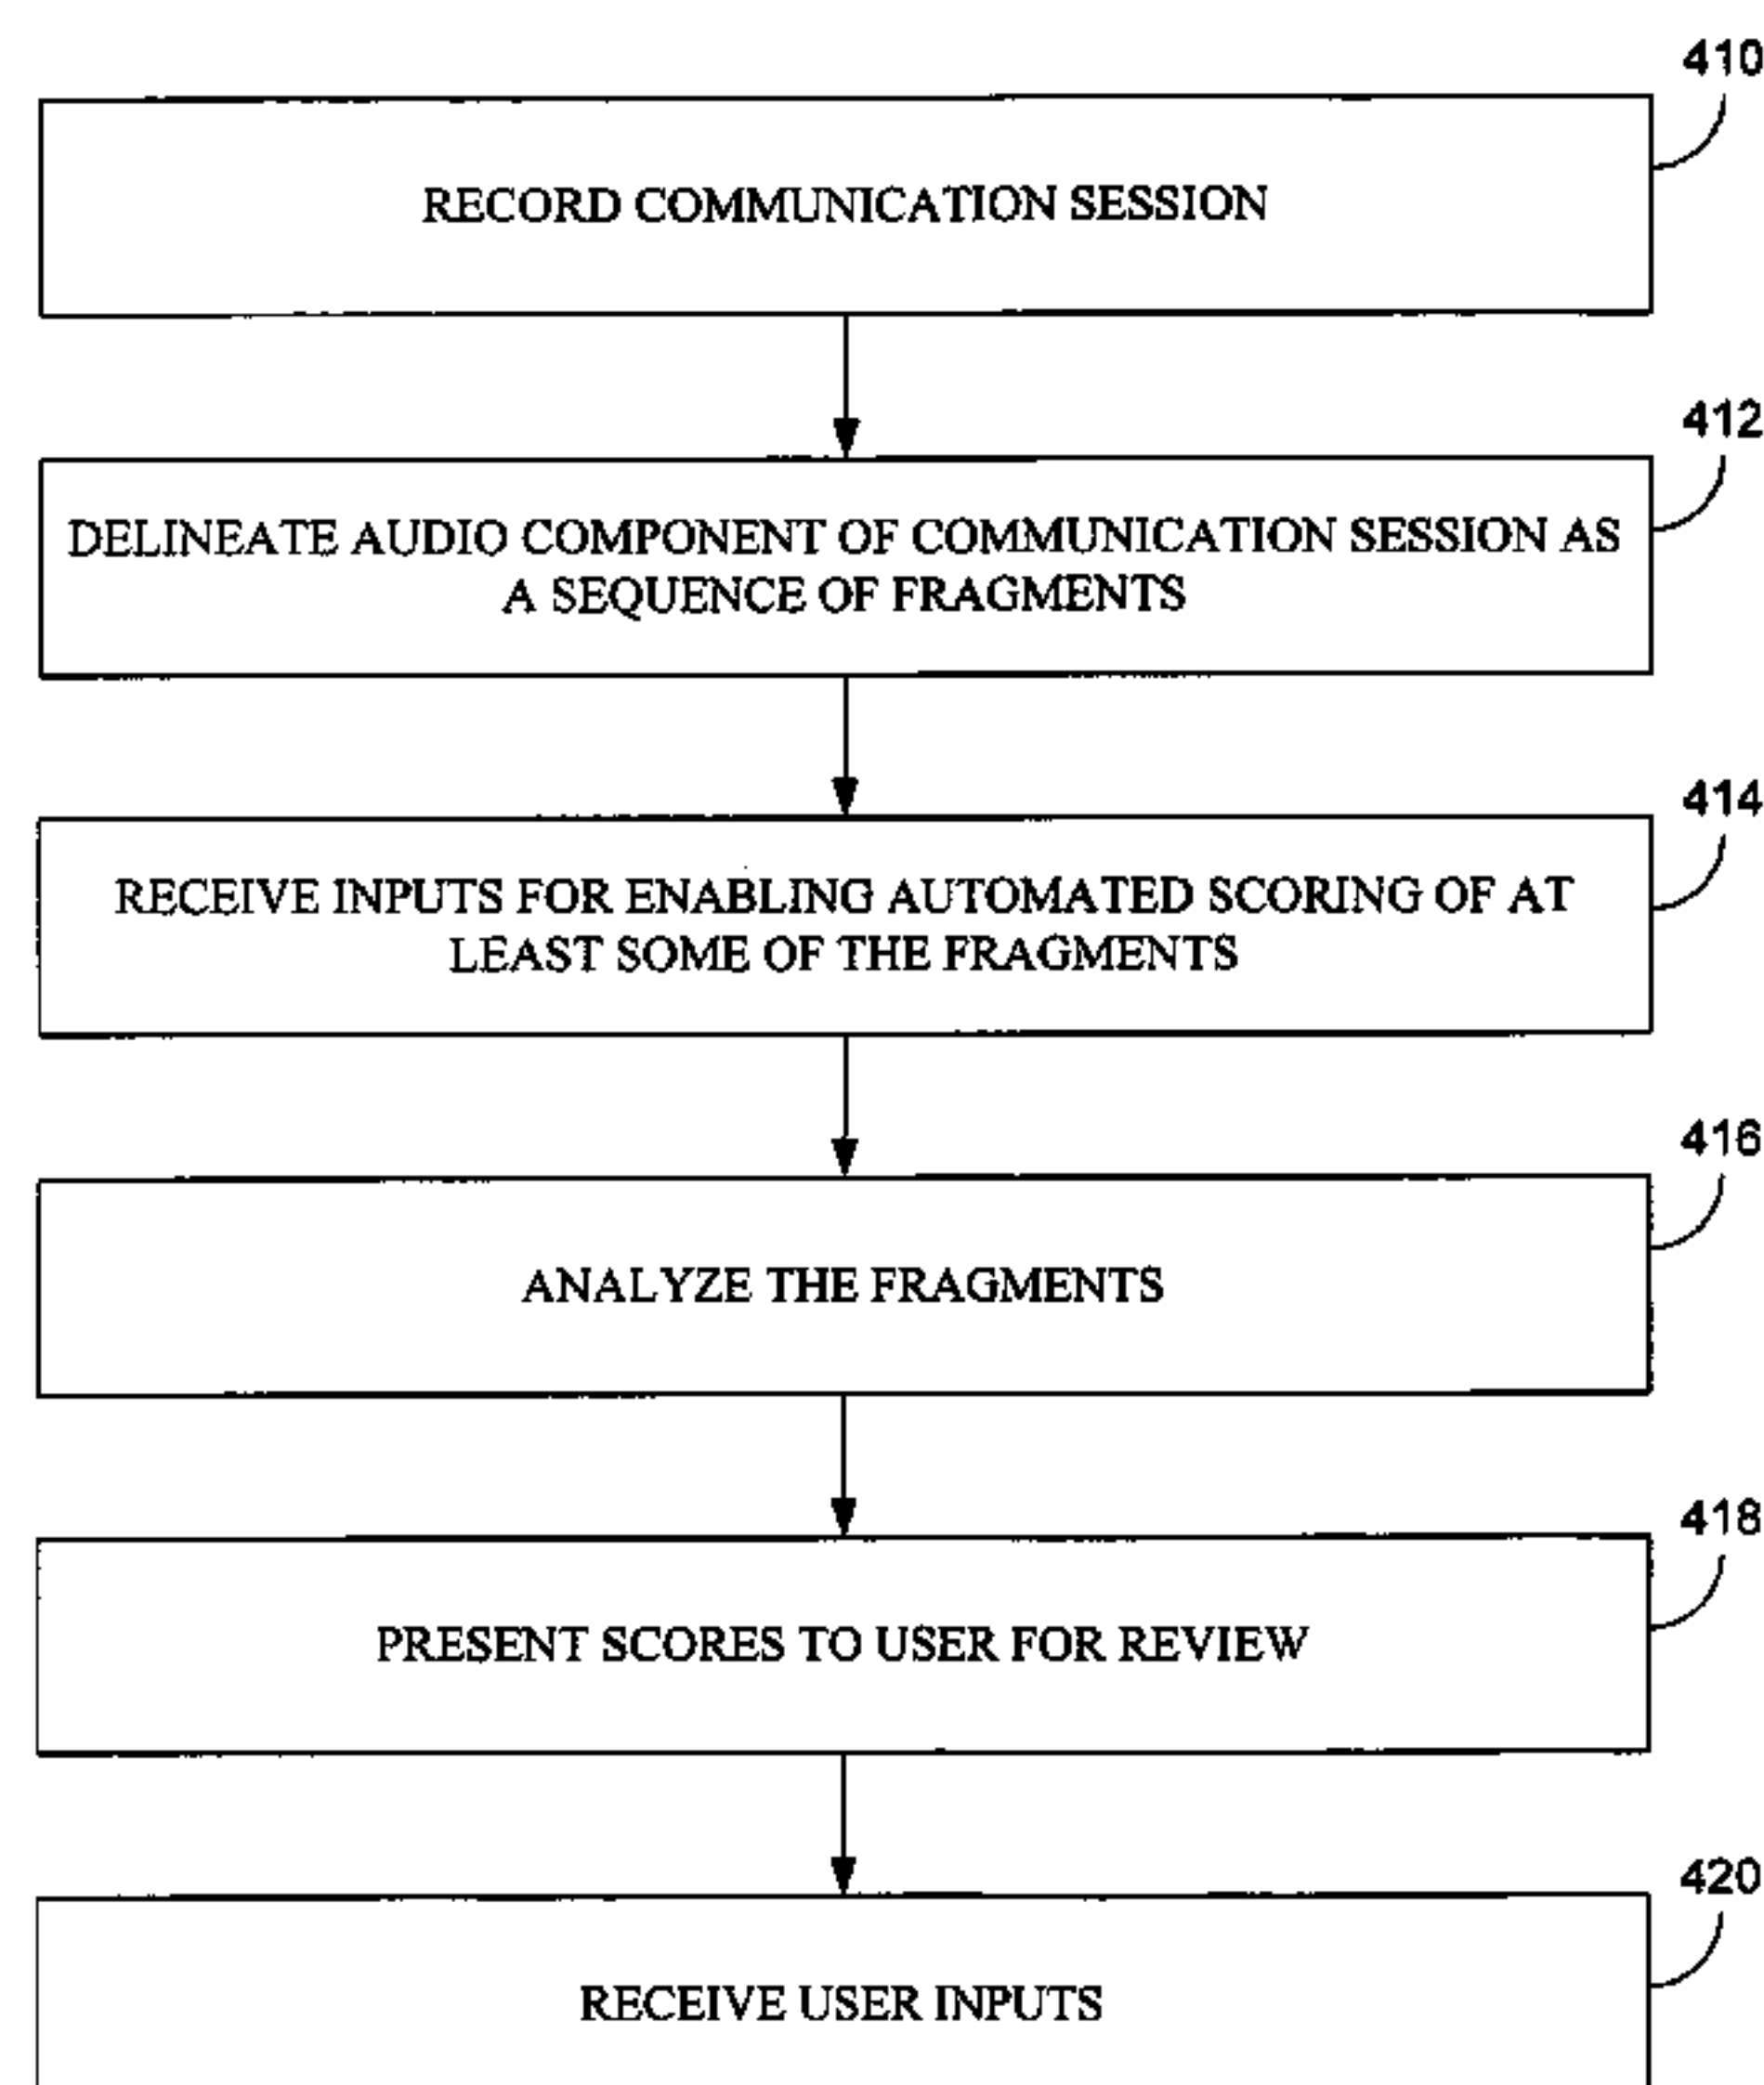 410
RECORD COMMUNICATION SESSION
412
DELINEATE AUDIO COMPONENT OF COMMUNICATION SESSION AS
A SEQUENCE OF FRAGMENTS
414
RECEIVE INPUTS FOR ENABLING AUTOMATED SCORING OF AT
LEAST SOME OF THE FRAGMENTS
416
ANALYZE THE FRAGMENTS
418
PRESENT SCORES TO USER FOR REVIEW
420
RECEIVE USER INPUTS